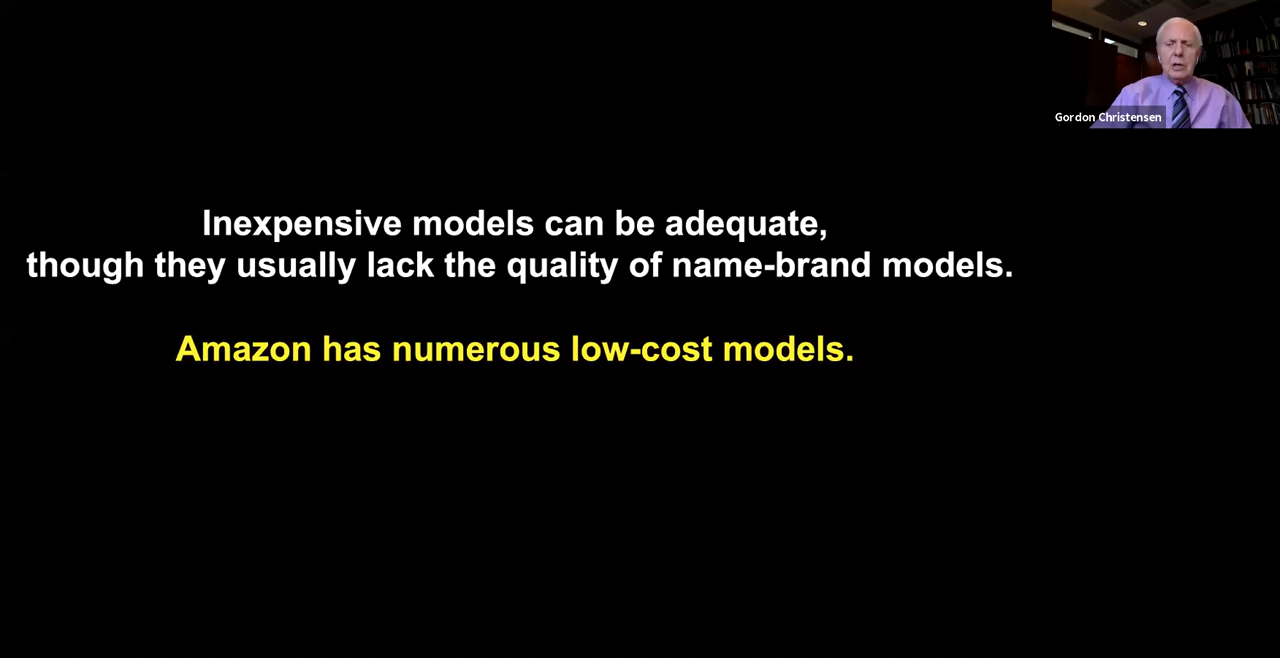 Gordon Christensen
Inexpensive models can be adequate,
though they usually lack the quality of name-brand models.
Amazon has numerous low-cost models.